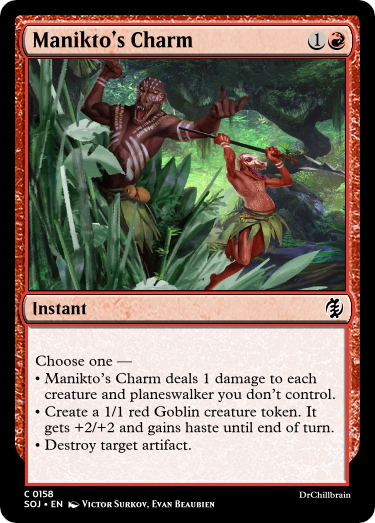 Manikto's Charm 1
Instant
Choose one —
• Manikto's Charm deals 1 damage to each
creature and planeswalker you don't control.
• Create a 1/1 red Goblin creature token. It
gets +2/+2 and gains haste until end of turn.
• Destroy target artifact.
C 0158 DrChillbrain
SOJ • EN Victor Surkov, Evan Beaubien